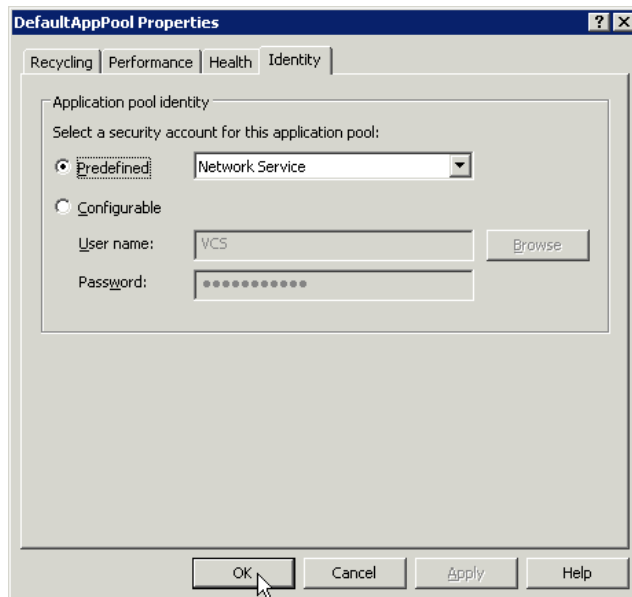 DefaultAppPool Properties
Recycling Performance Health Identity
Application pool identity
Select a security account for this application pool:
Predefined Network Service
Configurable
User name: VCS Browse
Password: ●●●●●●●●●●●
OK Cancel Apply Help